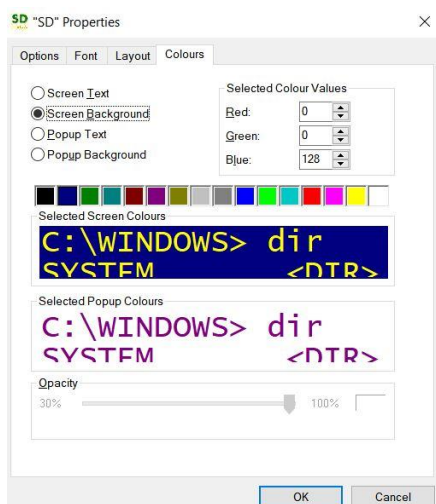 SD "SD" Properties
Options Font Layout Colours
Screen Text
Screen Background
Popup Text
Popup Background
Selected Colour Values
Red: 0
Green: 0
Blue: 128
Selected Screen Colours
C:\WINDOWS> dir
SYSTEM <DIR>
Selected Popup Colours
C:\WINDOWS> dir
SYSTEM <DIR>
Opacity
30% 100%
OK Cancel